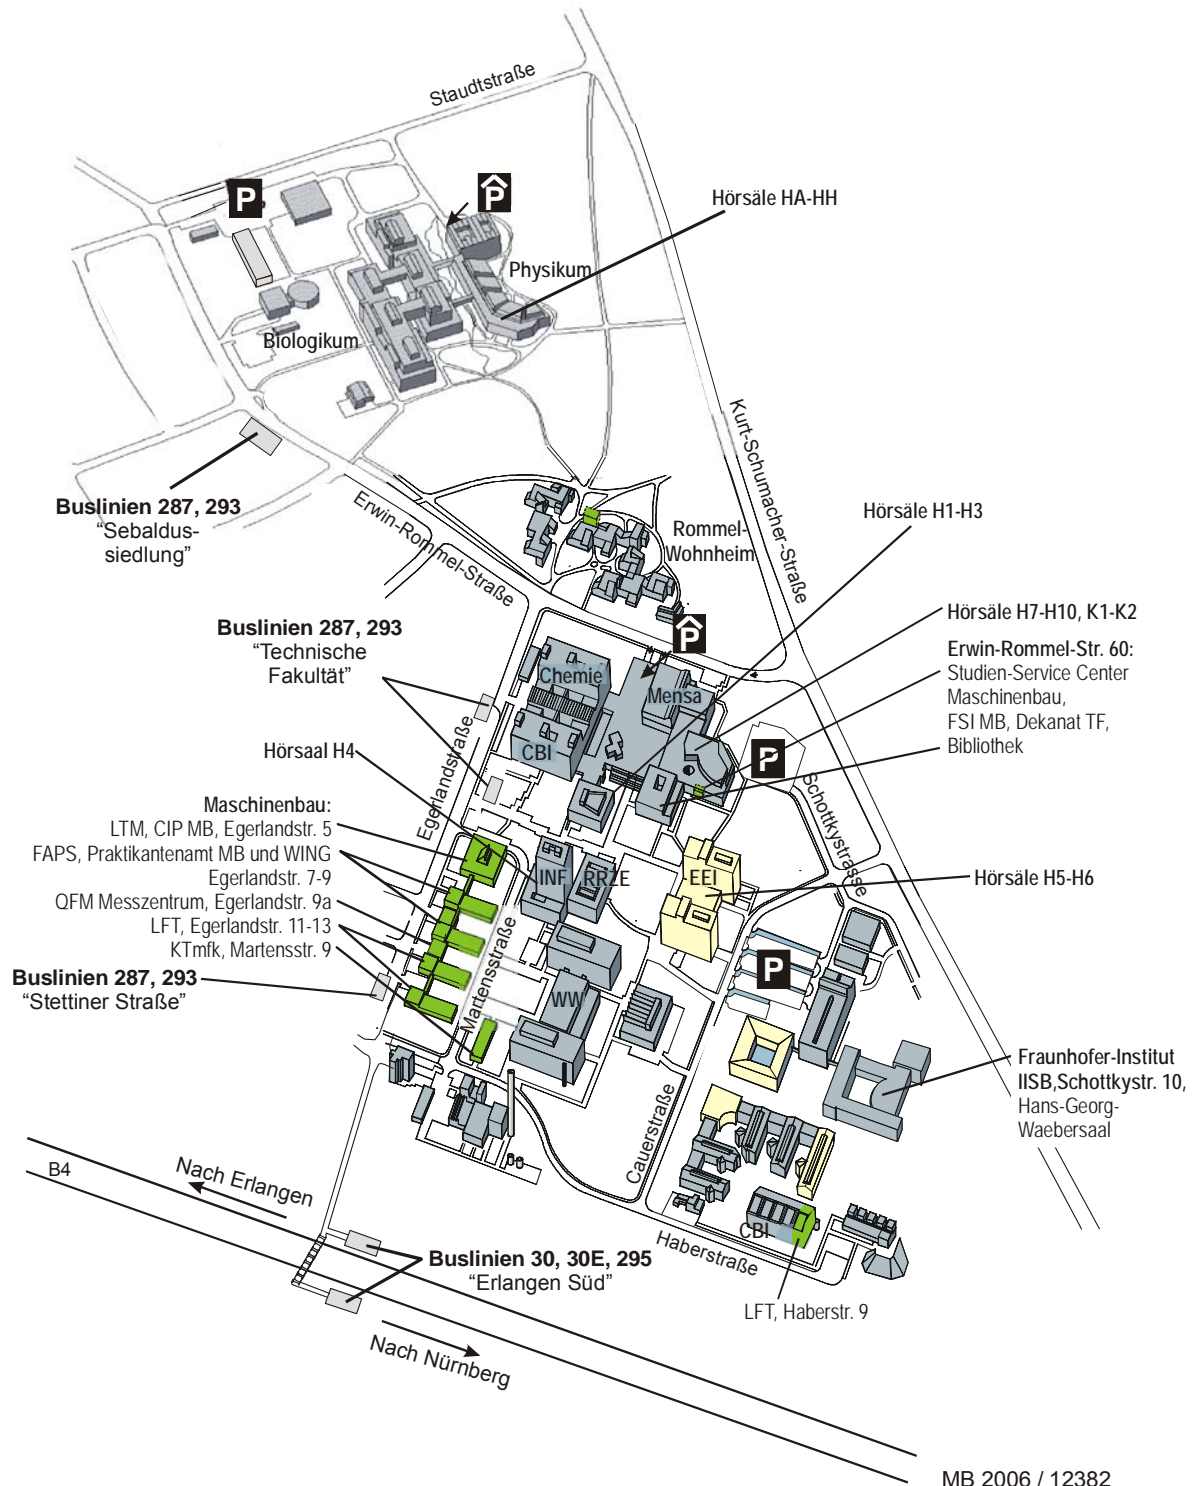 Staudtstraße
P
P
Hörsäle HA-HH
Physikum
Biologikum
Kurt-Schumacher-Straße
Buslinien 287, 293
“Sebaldus-
siedlung”
Erwin-Rommel-Straße
Rommel-
Wohnheim
Hörsäle H1-H3
Hörsäle H7-H10, K1-K2
Buslinien 287, 293
“Technische
Fakultät”
P
Erwin-Rommel-Str. 60:
Studien-Service Center
Maschinenbau,
FSI MB, Dekanat TF,
Bibliothek
Chemie
Mensa
CBI
P
Hörsaal H4
Egerlandstraße
Schottkystrasse
Maschinenbau:
LTM, CIP MB, Egerlandstr. 5
FAPS, Praktikantenamt MB und WING
Egerlandstr. 7-9
QFM Messzentrum, Egerlandstr. 9a
LFT, Egerlandstr. 11-13
KTmfk, Martensstr. 9
INF
RRZE
EEI
Hörsäle H5-H6
Buslinien 287, 293
“Stettiner Straße”
Martensstraße
P
WW
Fraunhofer-Institut
IISB,Schottkystr. 10,
Hans-Georg-
Waebersaal
Cauerstraße
B4
Nach Erlangen
CBI
Haberstraße
Buslinien 30, 30E, 295
“Erlangen Süd”
LFT, Haberstr. 9
Nach Nürnberg
MB 2006 / 12382